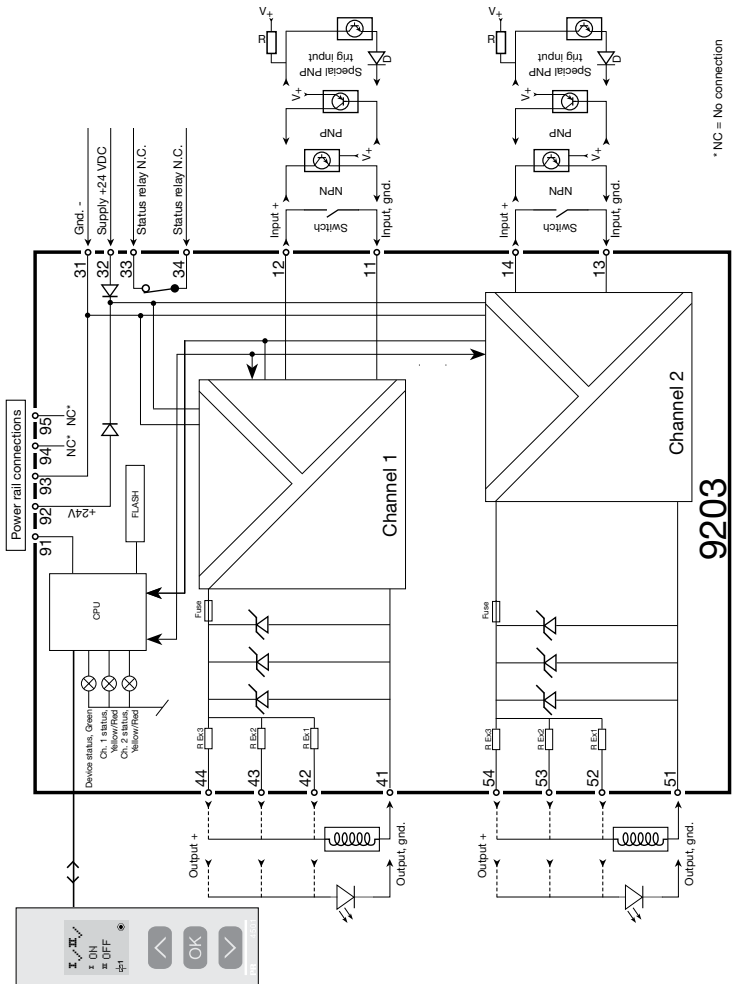 Power rail connections
91
92
93
94
95
+24V
NC*
NC*
Gnd. -
Supply +24 VDC
Status relay N.C.
Status relay N.C.
31
32
33
34
CPU
FLASH
Device status, Green
Ch. 1 status,
Yellow/Red
Ch. 2 status,
Yellow/Red
I ON
II OFF
OK
44
43
42
41
R Ex3
R Ex2
R Ex1
Fuse
Channel 1
12
11
Input +
Input, gnd.
Switch
NPN
V+
PNP
V+
Special PNP
trig input
D
R
V+
Output +
Output, gnd.
54
53
52
51
R Ex3
R Ex2
R Ex1
Fuse
Channel 2
14
13
Input +
Input, gnd.
Switch
NPN
V+
PNP
V+
Special PNP
trig input
D
R
V+
Output +
Output, gnd.
9203
* NC = No connection